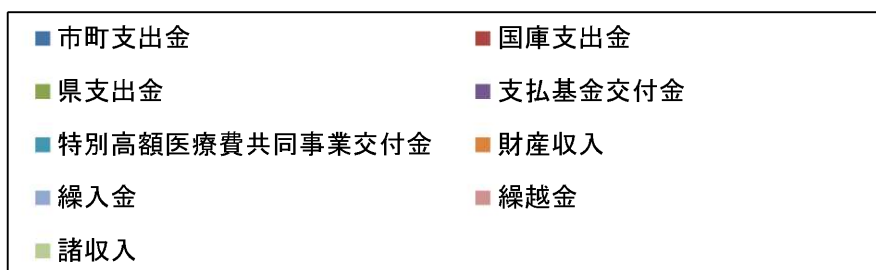 市町支出金
国庫支出金
県支出金
支払基金交付金
特別高額医療費共同事業交付金
財産収入
繰入金
繰越金
諸収入